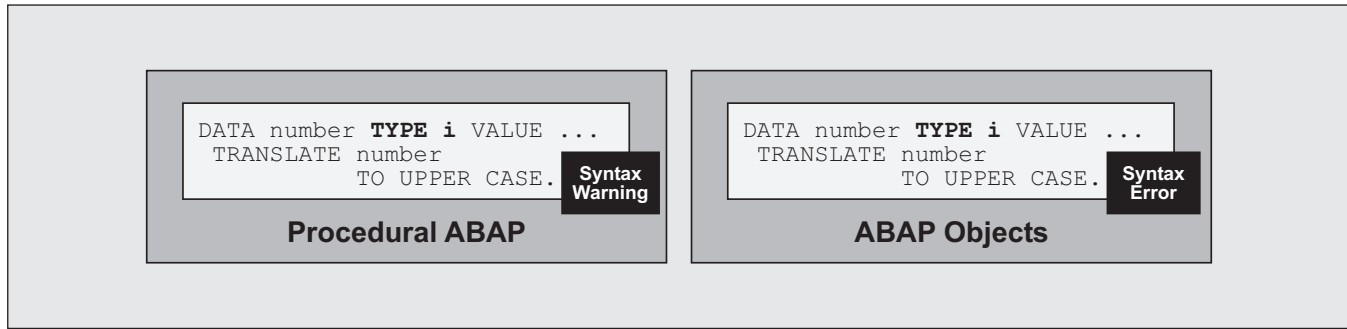 DATA number TYPE i VALUE ...
TRANSLATE number
TO UPPER CASE.
Syntax
Warning
Procedural ABAP
DATA number TYPE i VALUE ...
TRANSLATE number
TO UPPER CASE.
Syntax
Error
ABAP Objects